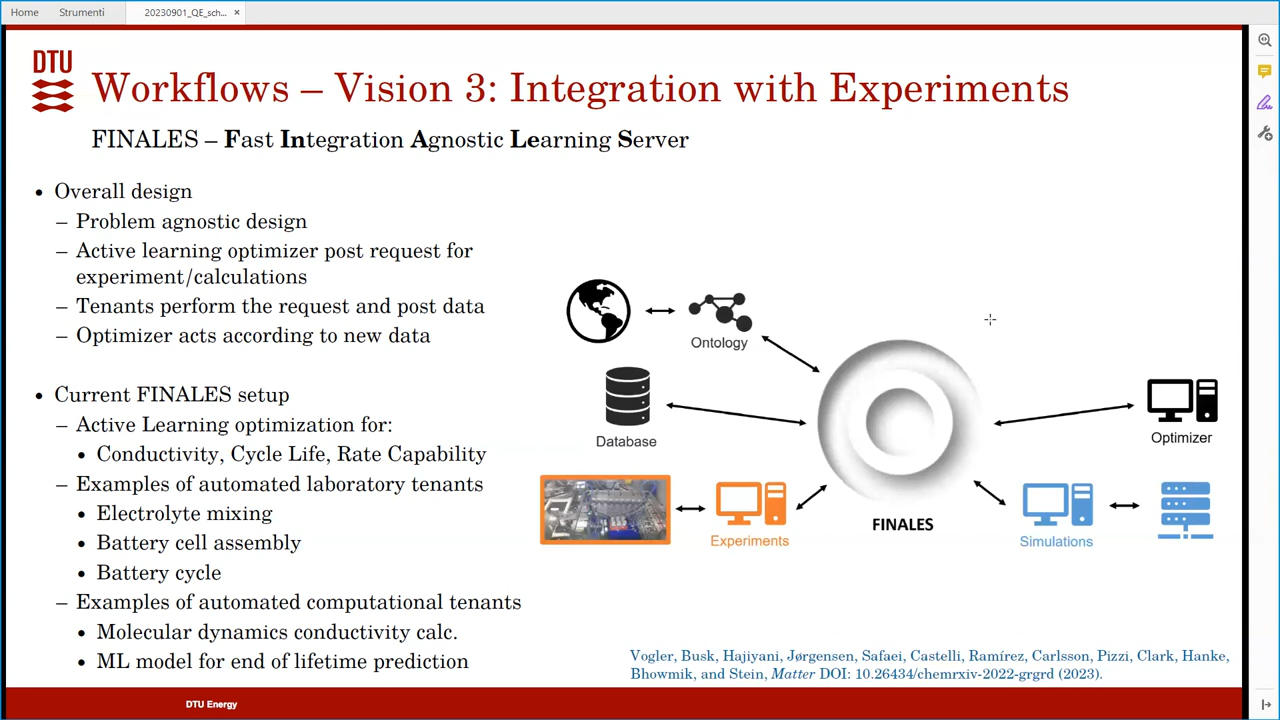 Home Strumenti 20230901_QE_sch... ×
DTU
Workflows – Vision 3: Integration with Experiments
FINALES – Fast Integration Agnostic Learning Server
• Overall design
– Problem agnostic design
– Active learning optimizer post request for
experiment/calculations
– Tenants perform the request and post data
– Optimizer acts according to new data
• Current FINALES setup
– Active Learning optimization for:
• Conductivity, Cycle Life, Rate Capability
– Examples of automated laboratory tenants
• Electrolyte mixing
• Battery cell assembly
• Battery cycle
– Examples of automated computational tenants
• Molecular dynamics conductivity calc.
• ML model for end of lifetime prediction
Ontology
Database
Optimizer
FINALES
Experiments
Simulations
Vogler, Busk, Hajiyani, Jørgensen, Safaei, Castelli, Ramírez, Carlsson, Pizzi, Clark, Hanke,
Bhowmik, and Stein, Matter DOI: 10.26434/chemrxiv-2022-grgrd (2023).
DTU Energy